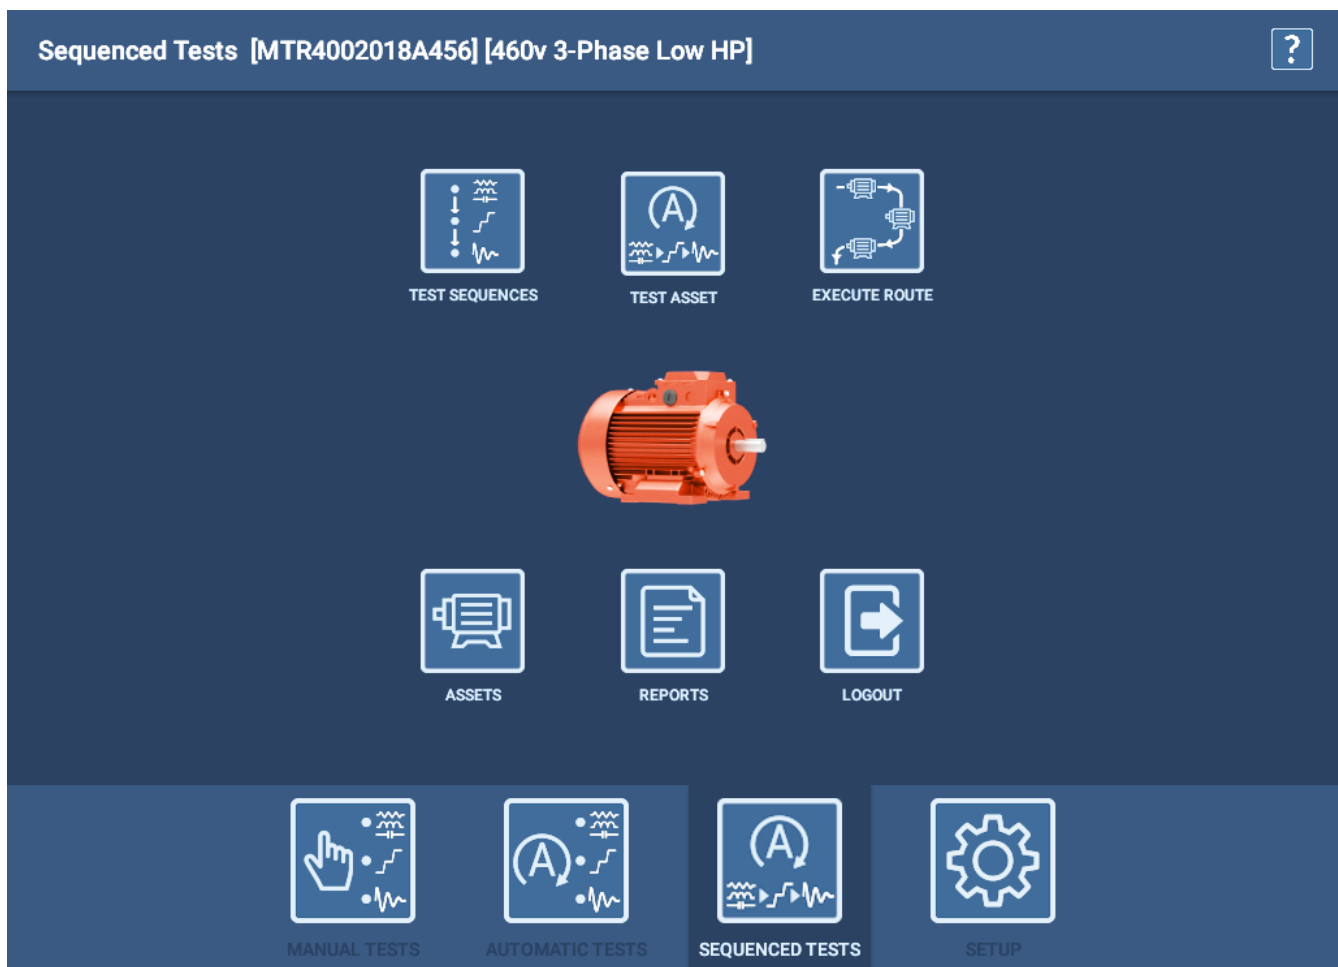 Sequenced Tests [MTR4002018A456] [460v 3-Phase Low HP]
?
TEST SEQUENCES
TEST ASSET
EXECUTE ROUTE
ASSETS
REPORTS
LOGOUT
MANUAL TESTS
AUTOMATIC TESTS
SEQUENCED TESTS
SETUP